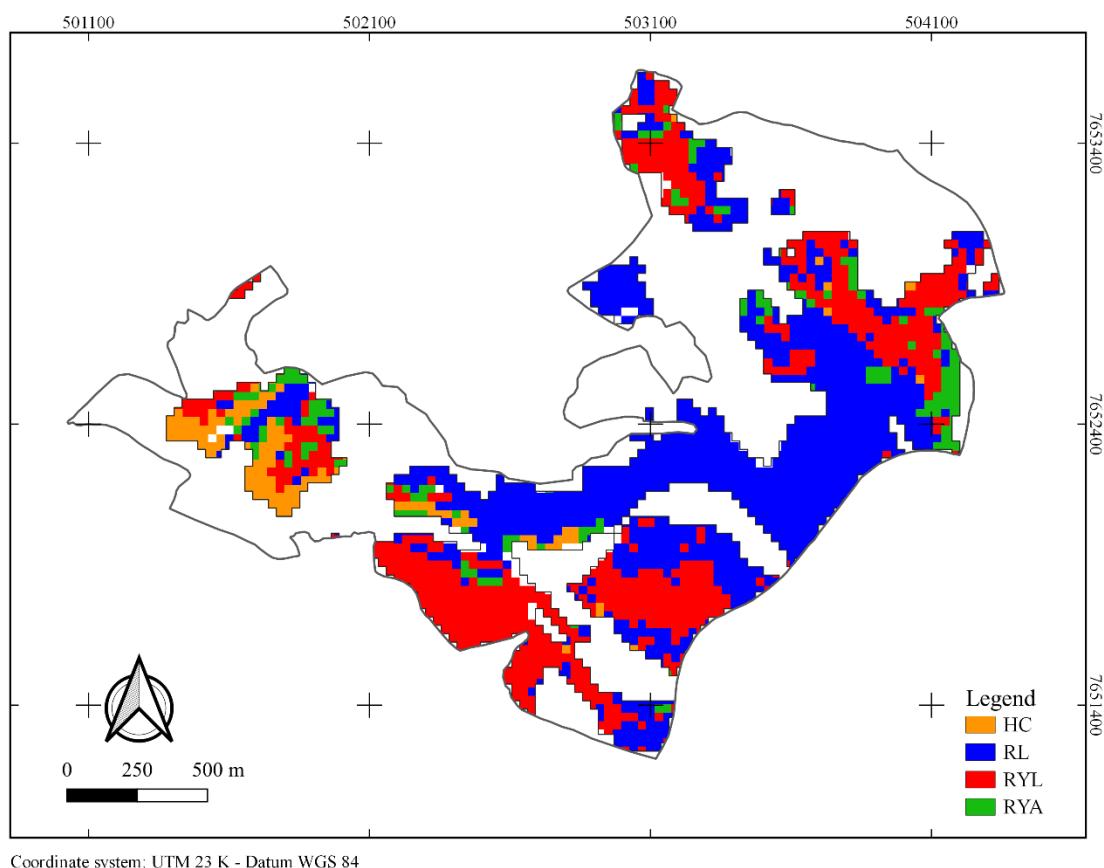 501100 502100 503100 504100
7653400
7652400
7651400
Legend
HC
RL
RYL
RYA
0 250 500 m
Coordinate system: UTM 23 K - Datum WGS 84